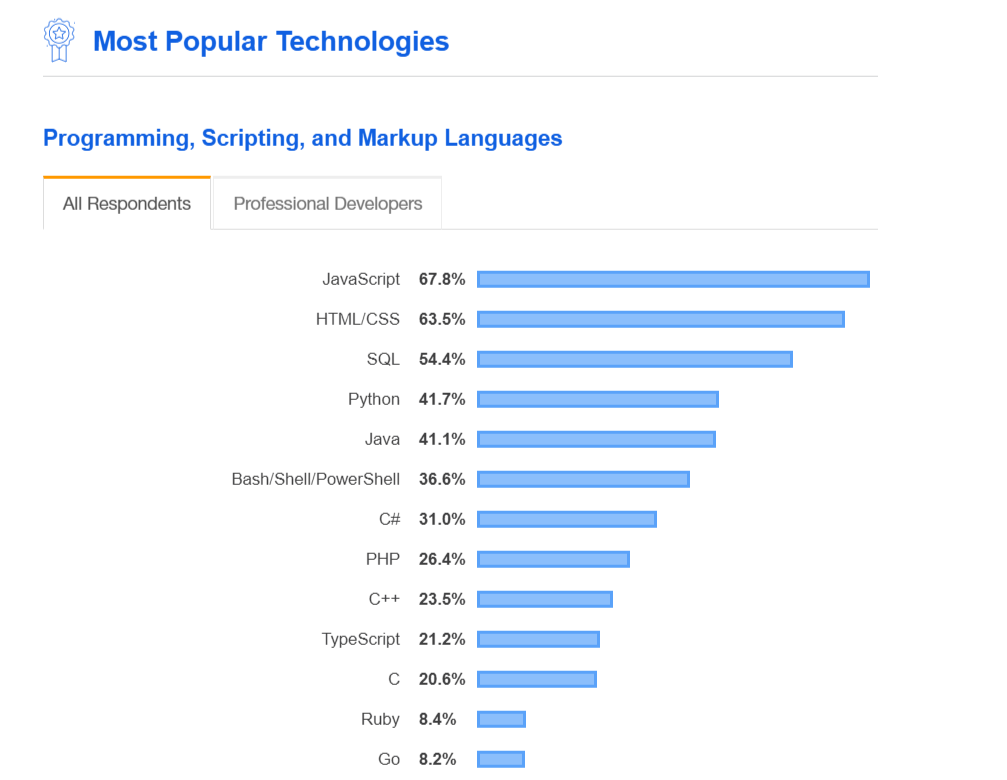 Most Popular Technologies
Programming, Scripting, and Markup Languages
All Respondents Professional Developers
JavaScript 67.8%
HTML/CSS 63.5%
SQL 54.4%
Python 41.7%
Java 41.1%
Bash/Shell/PowerShell 36.6%
C# 31.0%
PHP 26.4%
C++ 23.5%
TypeScript 21.2%
C 20.6%
Ruby 8.4%
Go 8.2%